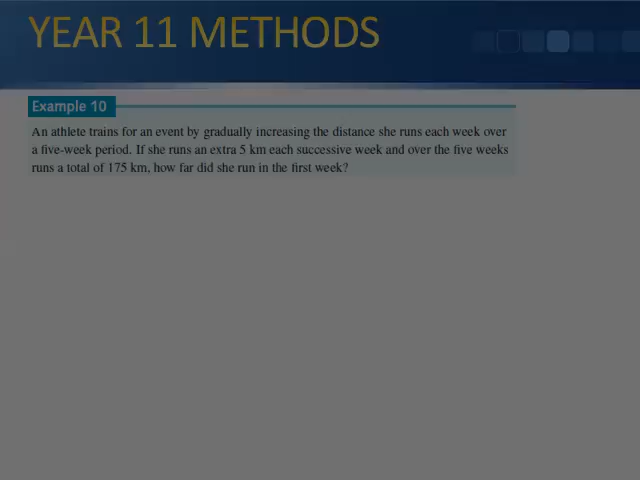 YEAR 11 METHODS
Example 10
An athlete trains for an event by gradually increasing the distance she runs each week over
a five-week period. If she runs an extra 5 km each successive week and over the five weeks
runs a total of 175 km, how far did she run in the first week?